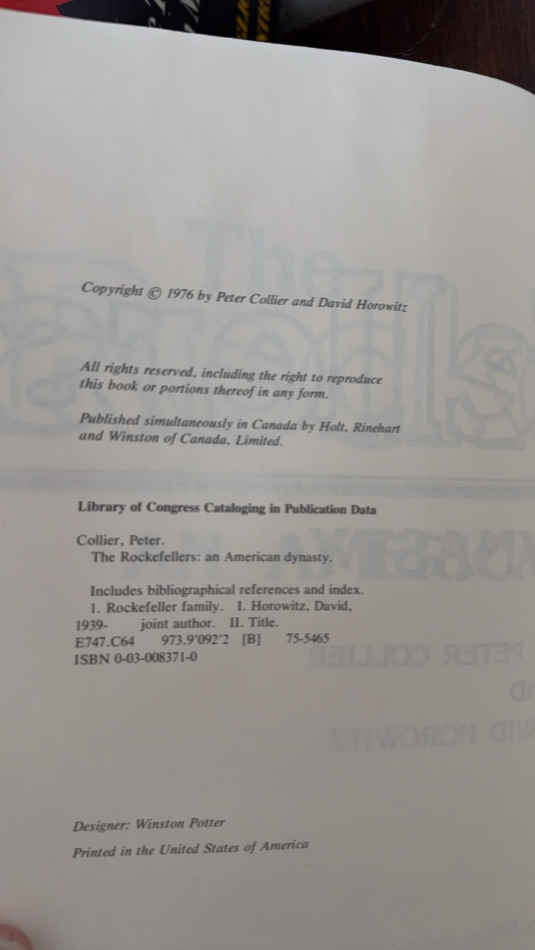 Copyright © 1976 by Peter Collier and David Horowitz
All rights reserved, including the right to reproduce
this book or portions thereof in any form.
Published simultaneously in Canada by Holt, Rinehart
and Winston of Canada, Limited.
Library of Congress Cataloging in Publication Data
Collier, Peter.
The Rockefellers: an American dynasty.
Includes bibliographical references and index.
1. Rockefeller family. I. Horowitz, David,
1939- joint author. II. Title.
E747.C64 973.9'092'2 [B] 75-5465
ISBN 0-03-008371-0
Designer: Winston Potter
Printed in the United States of America